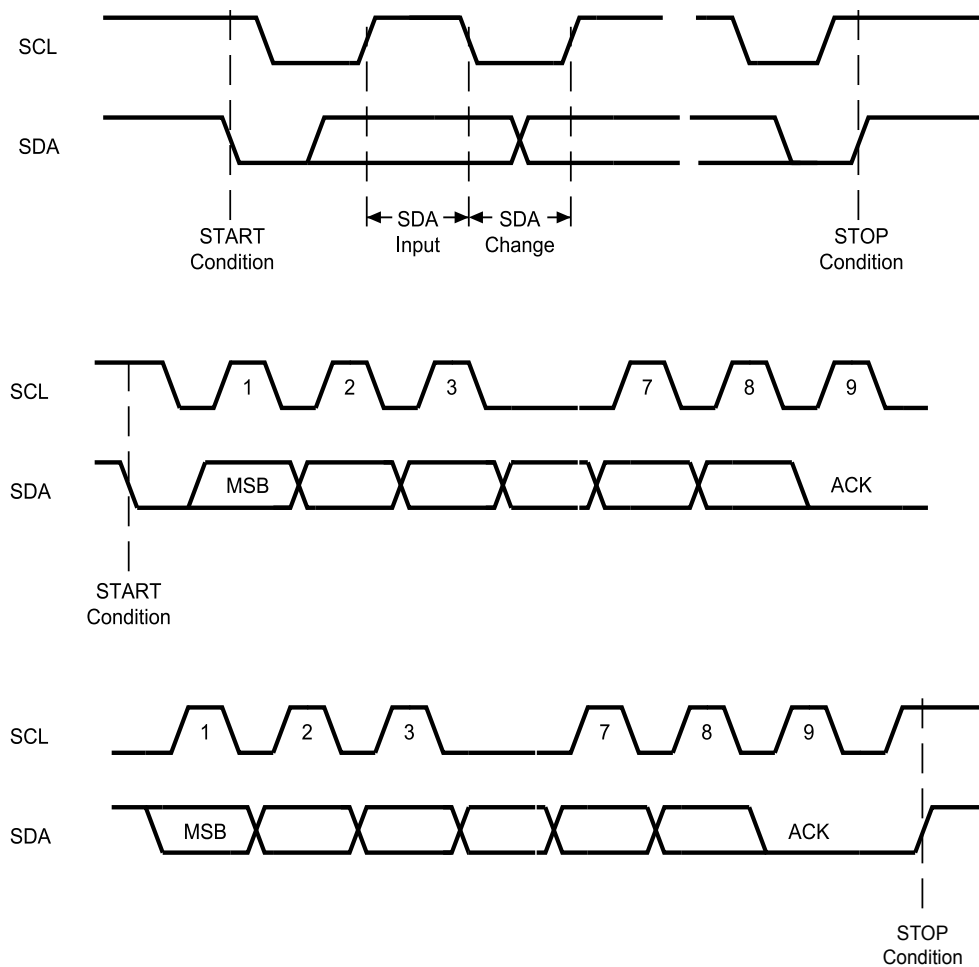 SCL
SDA
SDA
Input
SDA
Change
START
Condition
STOP
Condition
SCL
1
2
3
7
8
9
SDA
MSB
ACK
START
Condition
SCL
1
2
3
7
8
9
SDA
MSB
ACK
STOP
Condition